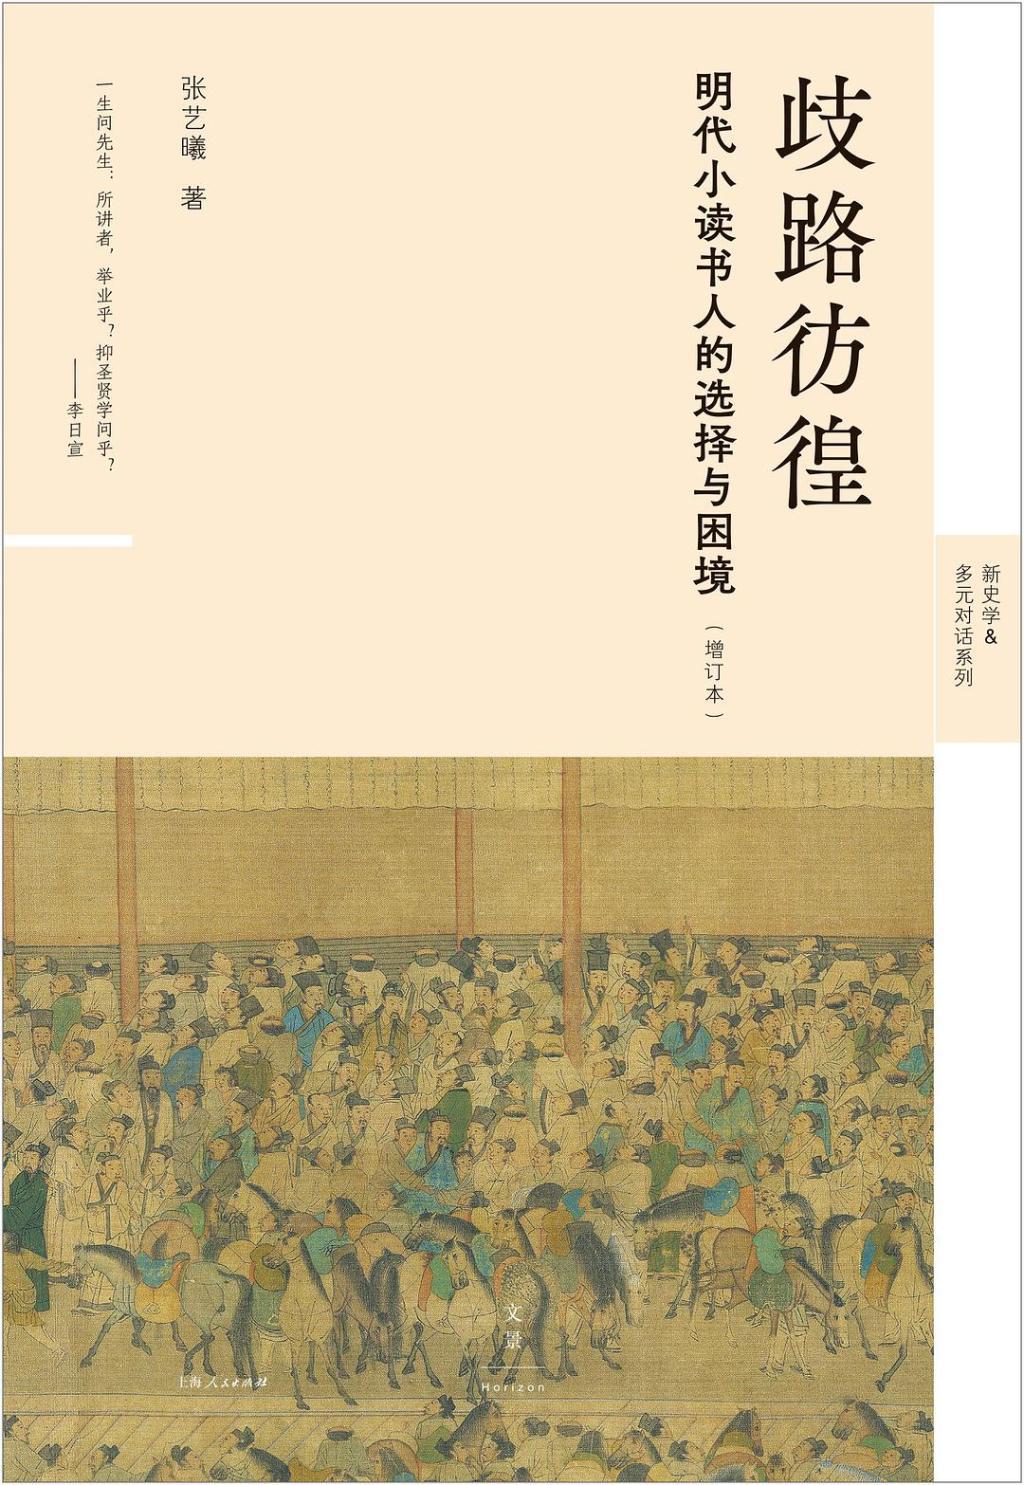 歧路彷徨
明代小读书人的选择与困境
（增订本）
张艺曦 著
一生问先生：所讲者，举业乎？抑圣贤学问乎？
——李日宣
新史学&
多元对话系列
文景
Horizon
上海人民出版社